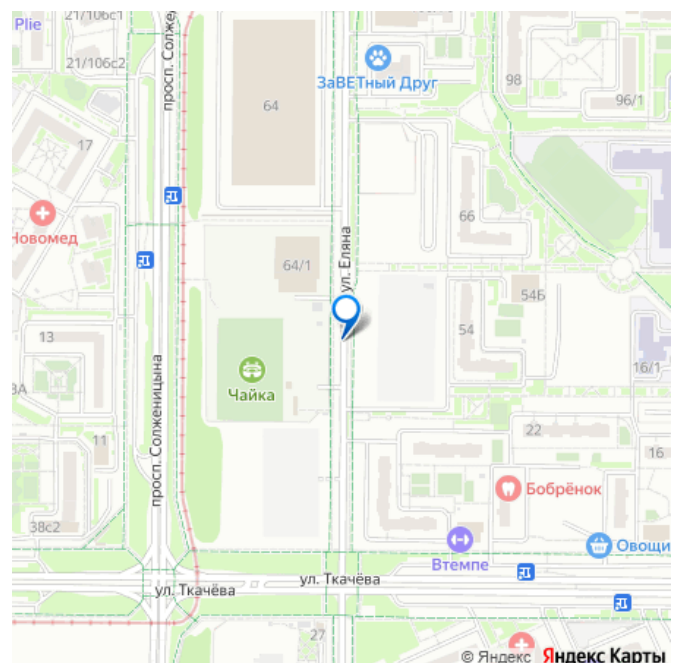 Plie
21/106с2
21/106с2
просп. Солже
ЗаВЕТный Друг
64
98
96/1
17
Новомед
66
ул. Еляна
64/1
54Б
54
13
16/1
3А
Чайка
просп. Солженицына
11
22
16
Бобрёнок
38с2
Втемпе
Овощи
ул. Ткачёва
ул. Ткачёва
27
© Яндекс Яндекс Карты